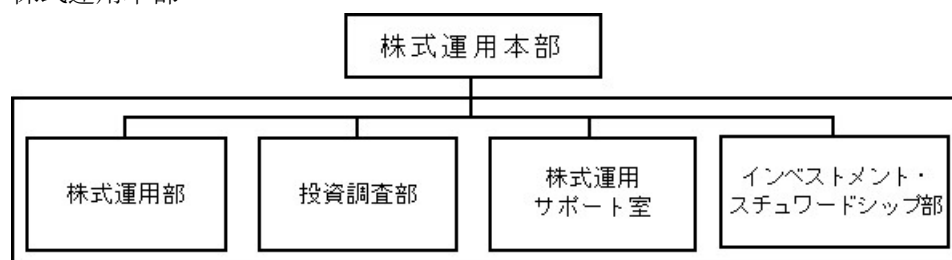 株式運用本部
株式運用部
投資調査部
株式運用
サポート室
インベストメント・
スチュワードシップ部